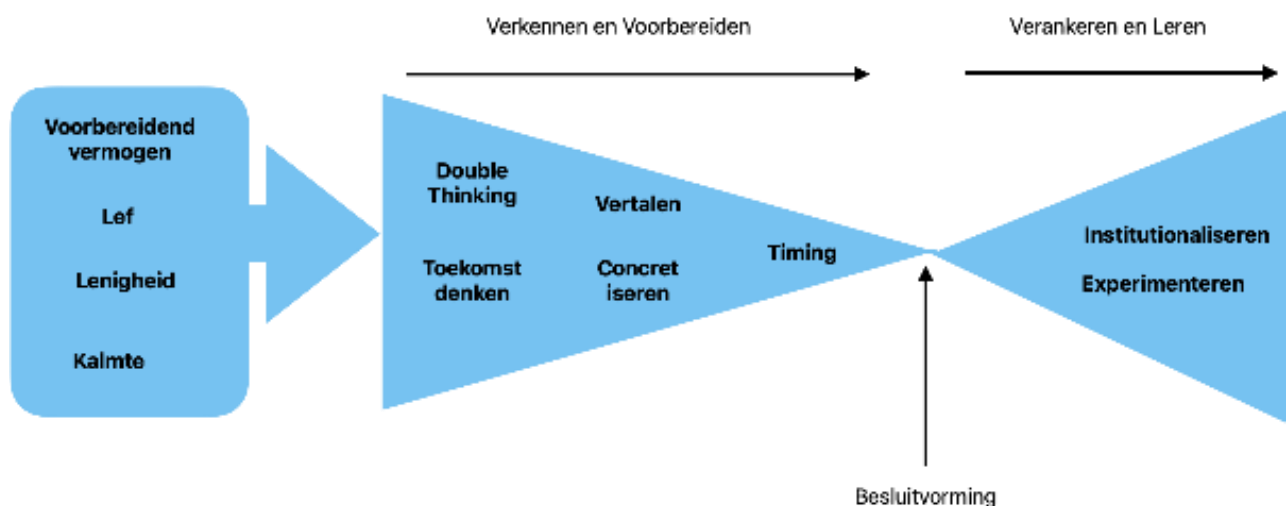 Verkennen en Voorbereiden
Verankeren en Leren
Voorbereidend
vermogen
Lef
Lenigheid
Kalmte
Double
Thinking
Toekomst
denken
Vertalen
Concret
iseren
Timing
Institutionaliseren
Experimenteren
Besluitvorming